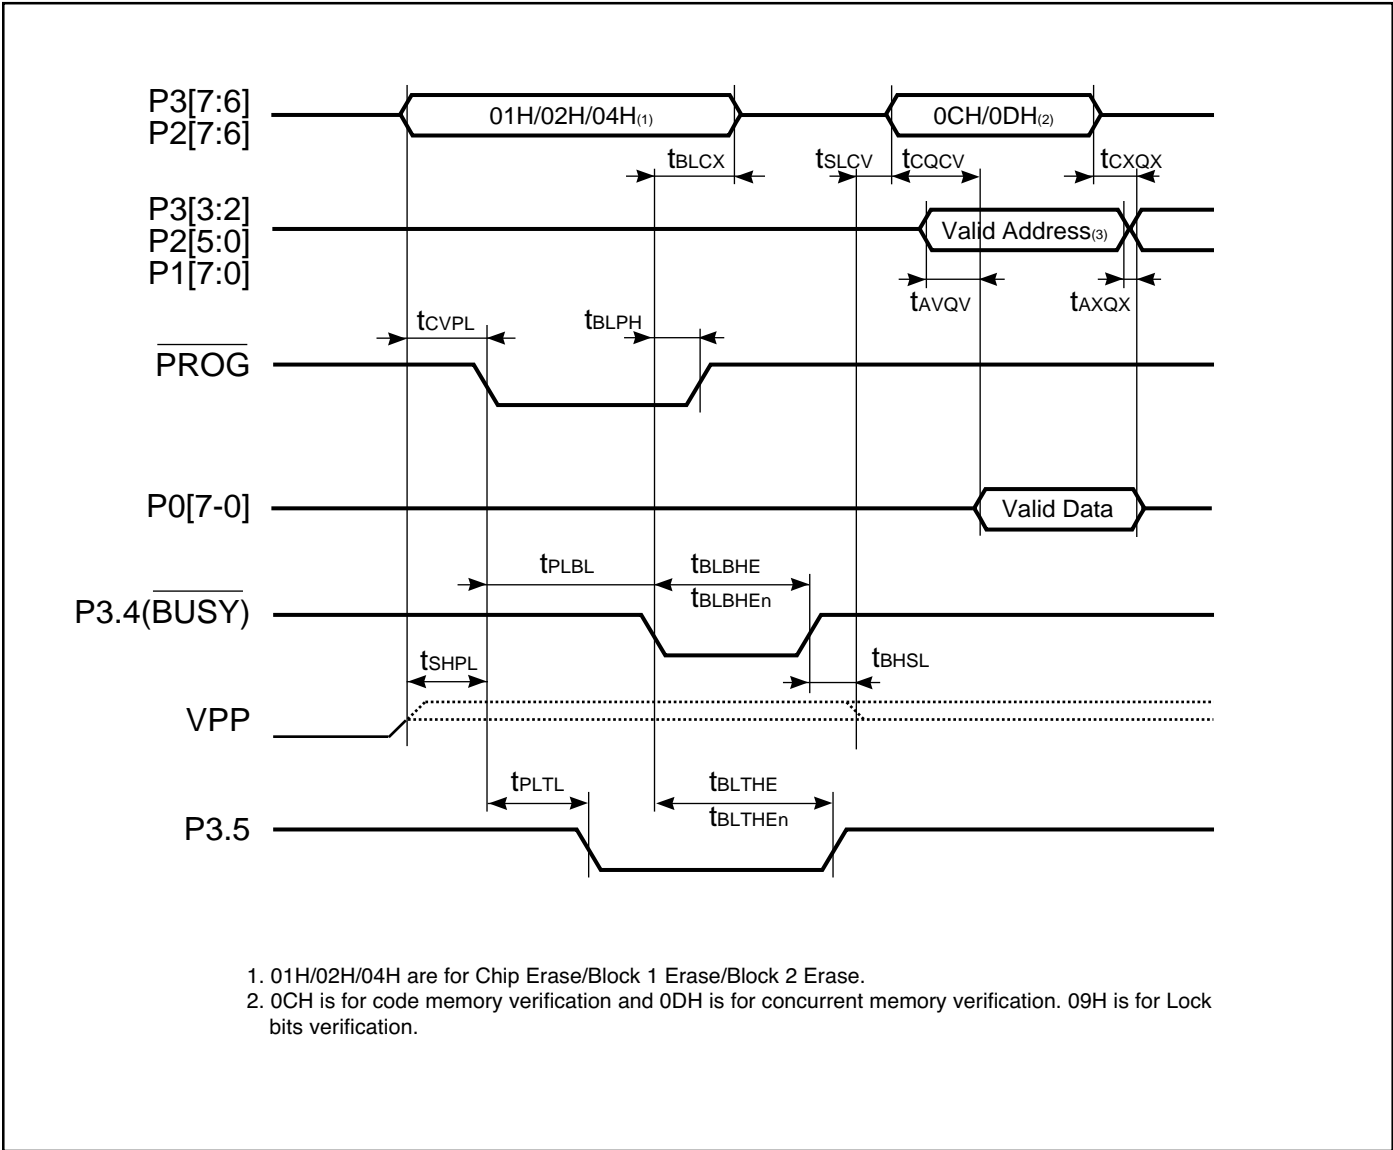 P3[7:6]
P2[7:6]
01H/02H/04H(1)
0CH/0DH(2)
tBLCX
tSLCV
tCQCV
tCXQX
P3[3:2]
P2[5:0]
P1[7:0]
Valid Address(3)
tAVQV
tAXQX
tCVPL
tBLPH
PROG
P0[7-0]
Valid Data
tPLBL
tBLBHE
tBLBHEn
P3.4(BUSY)
tSHPL
tBHSL
VPP
tPLTL
tBLTHE
tBLTHEn
P3.5
1. 01H/02H/04H are for Chip Erase/Block 1 Erase/Block 2 Erase.
2. 0CH is for code memory verification and 0DH is for concurrent memory verification. 09H is for Lock
bits verification.